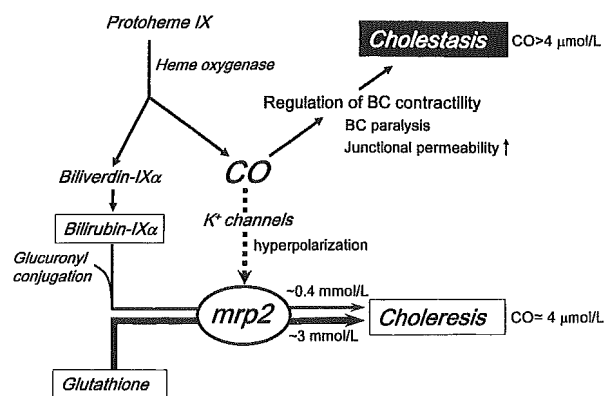 Protoheme IX
Heme oxygenase
Cholestasis CO>4 μmol/L
Regulation of BC contractility
BC paralysis
Junctional permeability ↑
CO
Biliverdin-IXα
K⁺ channels
Bilirubin-IXα
hyperpolarization
Glucuronyl
conjugation
~0.4 mmol/L
mrp2
Choleresis CO≃ 4 μmol/L
~3 mmol/L
Glutathione